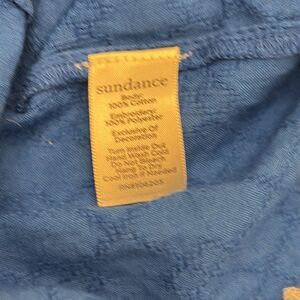 sundance
Body:
100% Cotton
Embroidery:
100% Polyester
Exclusive Of
Decoration
Turn Inside Out
Hand Wash Cold
Do Not Bleach
Hang To Dry
Cool Iron If Needed